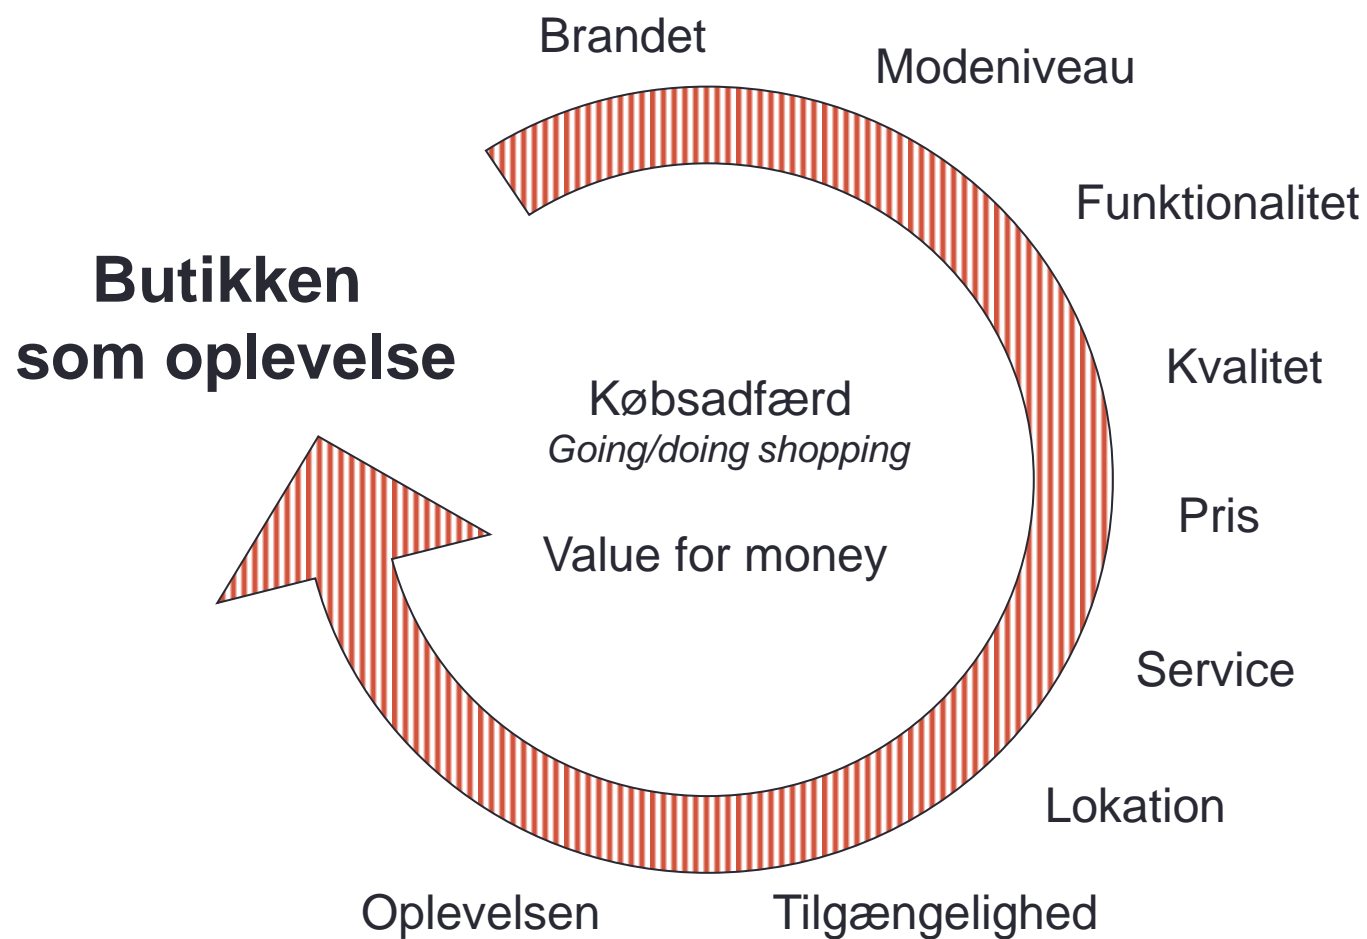 Brandet
Modeniveau
Funktionalitet
Butikken
som oplevelse
Kvalitet
Købsadfærd
Going/doing shopping
Pris
Value for money
Service
Lokation
Oplevelsen
Tilgængelighed